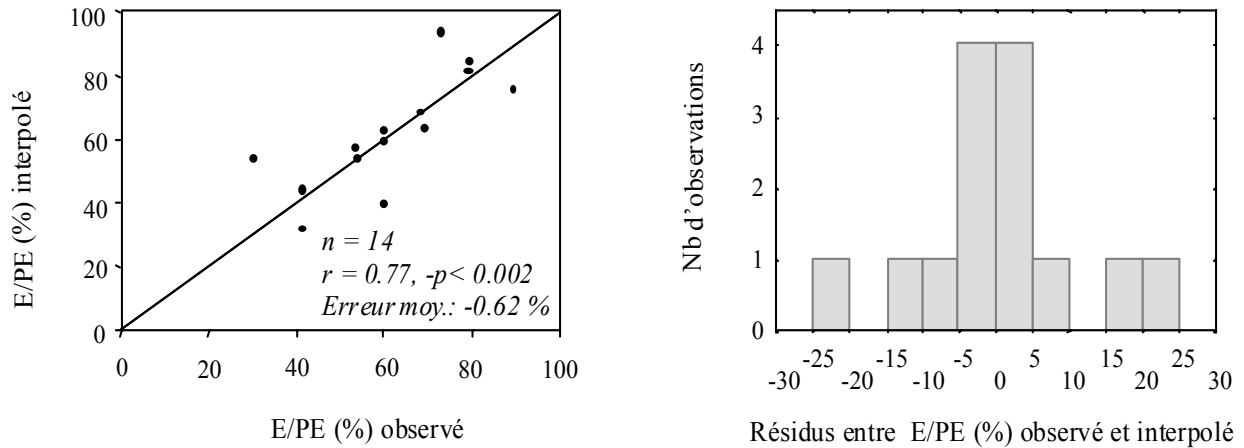 100
80
60
40
20
0
E/PE (%) interpolé
n = 14
r = 0.77, -p< 0.002
Erreur moy.: -0.62 %
0 20 40 60 80 100
E/PE (%) observé
4
3
2
1
0
Nb d'observations
-25 -15 -5 5 15 25
-30 -20 -10 0 10 20 30
Résidus entre E/PE (%) observé et interpolé